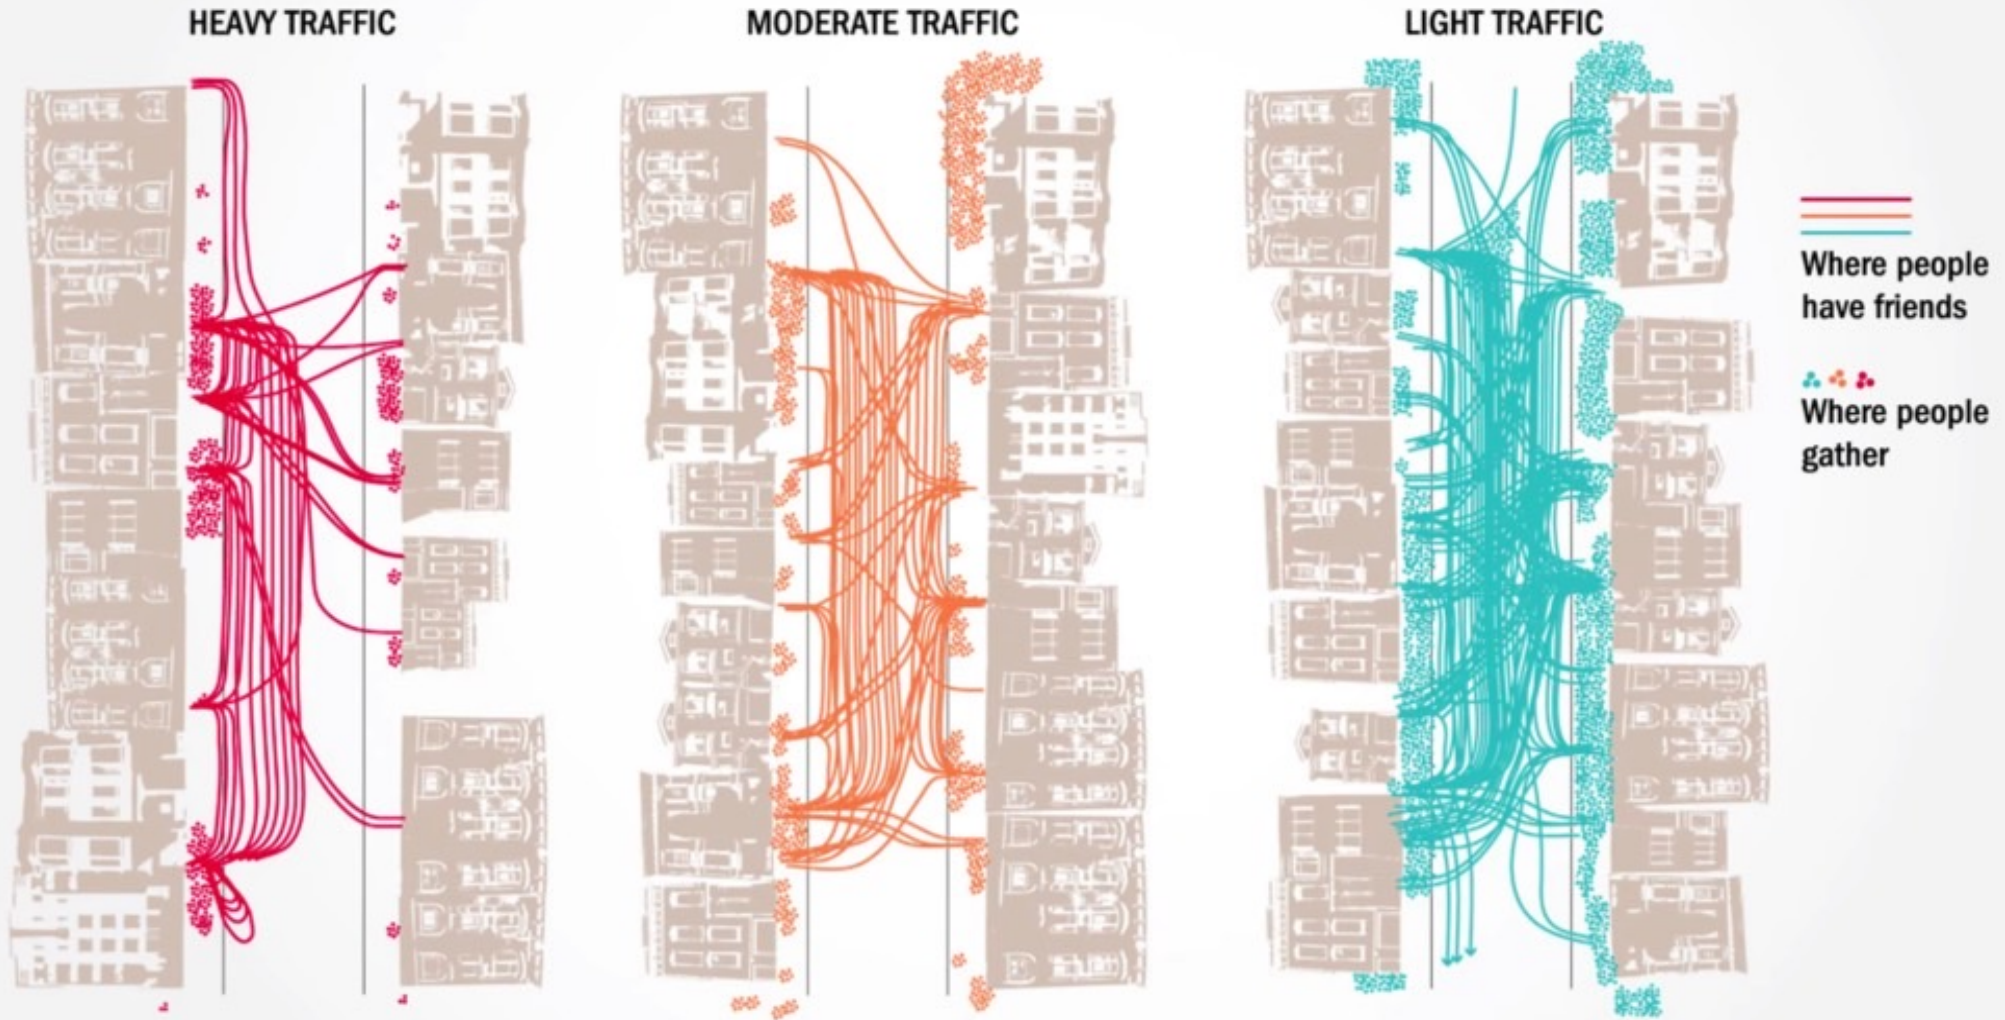 HEAVY TRAFFIC
MODERATE TRAFFIC
LIGHT TRAFFIC
Where people
have friends
Where people
gather